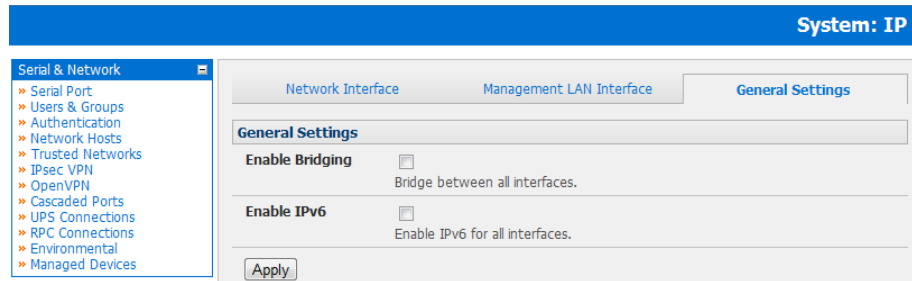 System: IP
Serial & Network
» Serial Port
» Users & Groups
» Authentication
» Network Hosts
» Trusted Networks
» IPsec VPN
» OpenVPN
» Cascaded Ports
» UPS Connections
» RPC Connections
» Environmental
» Managed Devices
Network Interface Management LAN Interface General Settings
General Settings
Enable Bridging
Bridge between all interfaces.
Enable IPv6
Enable IPv6 for all interfaces.
Apply